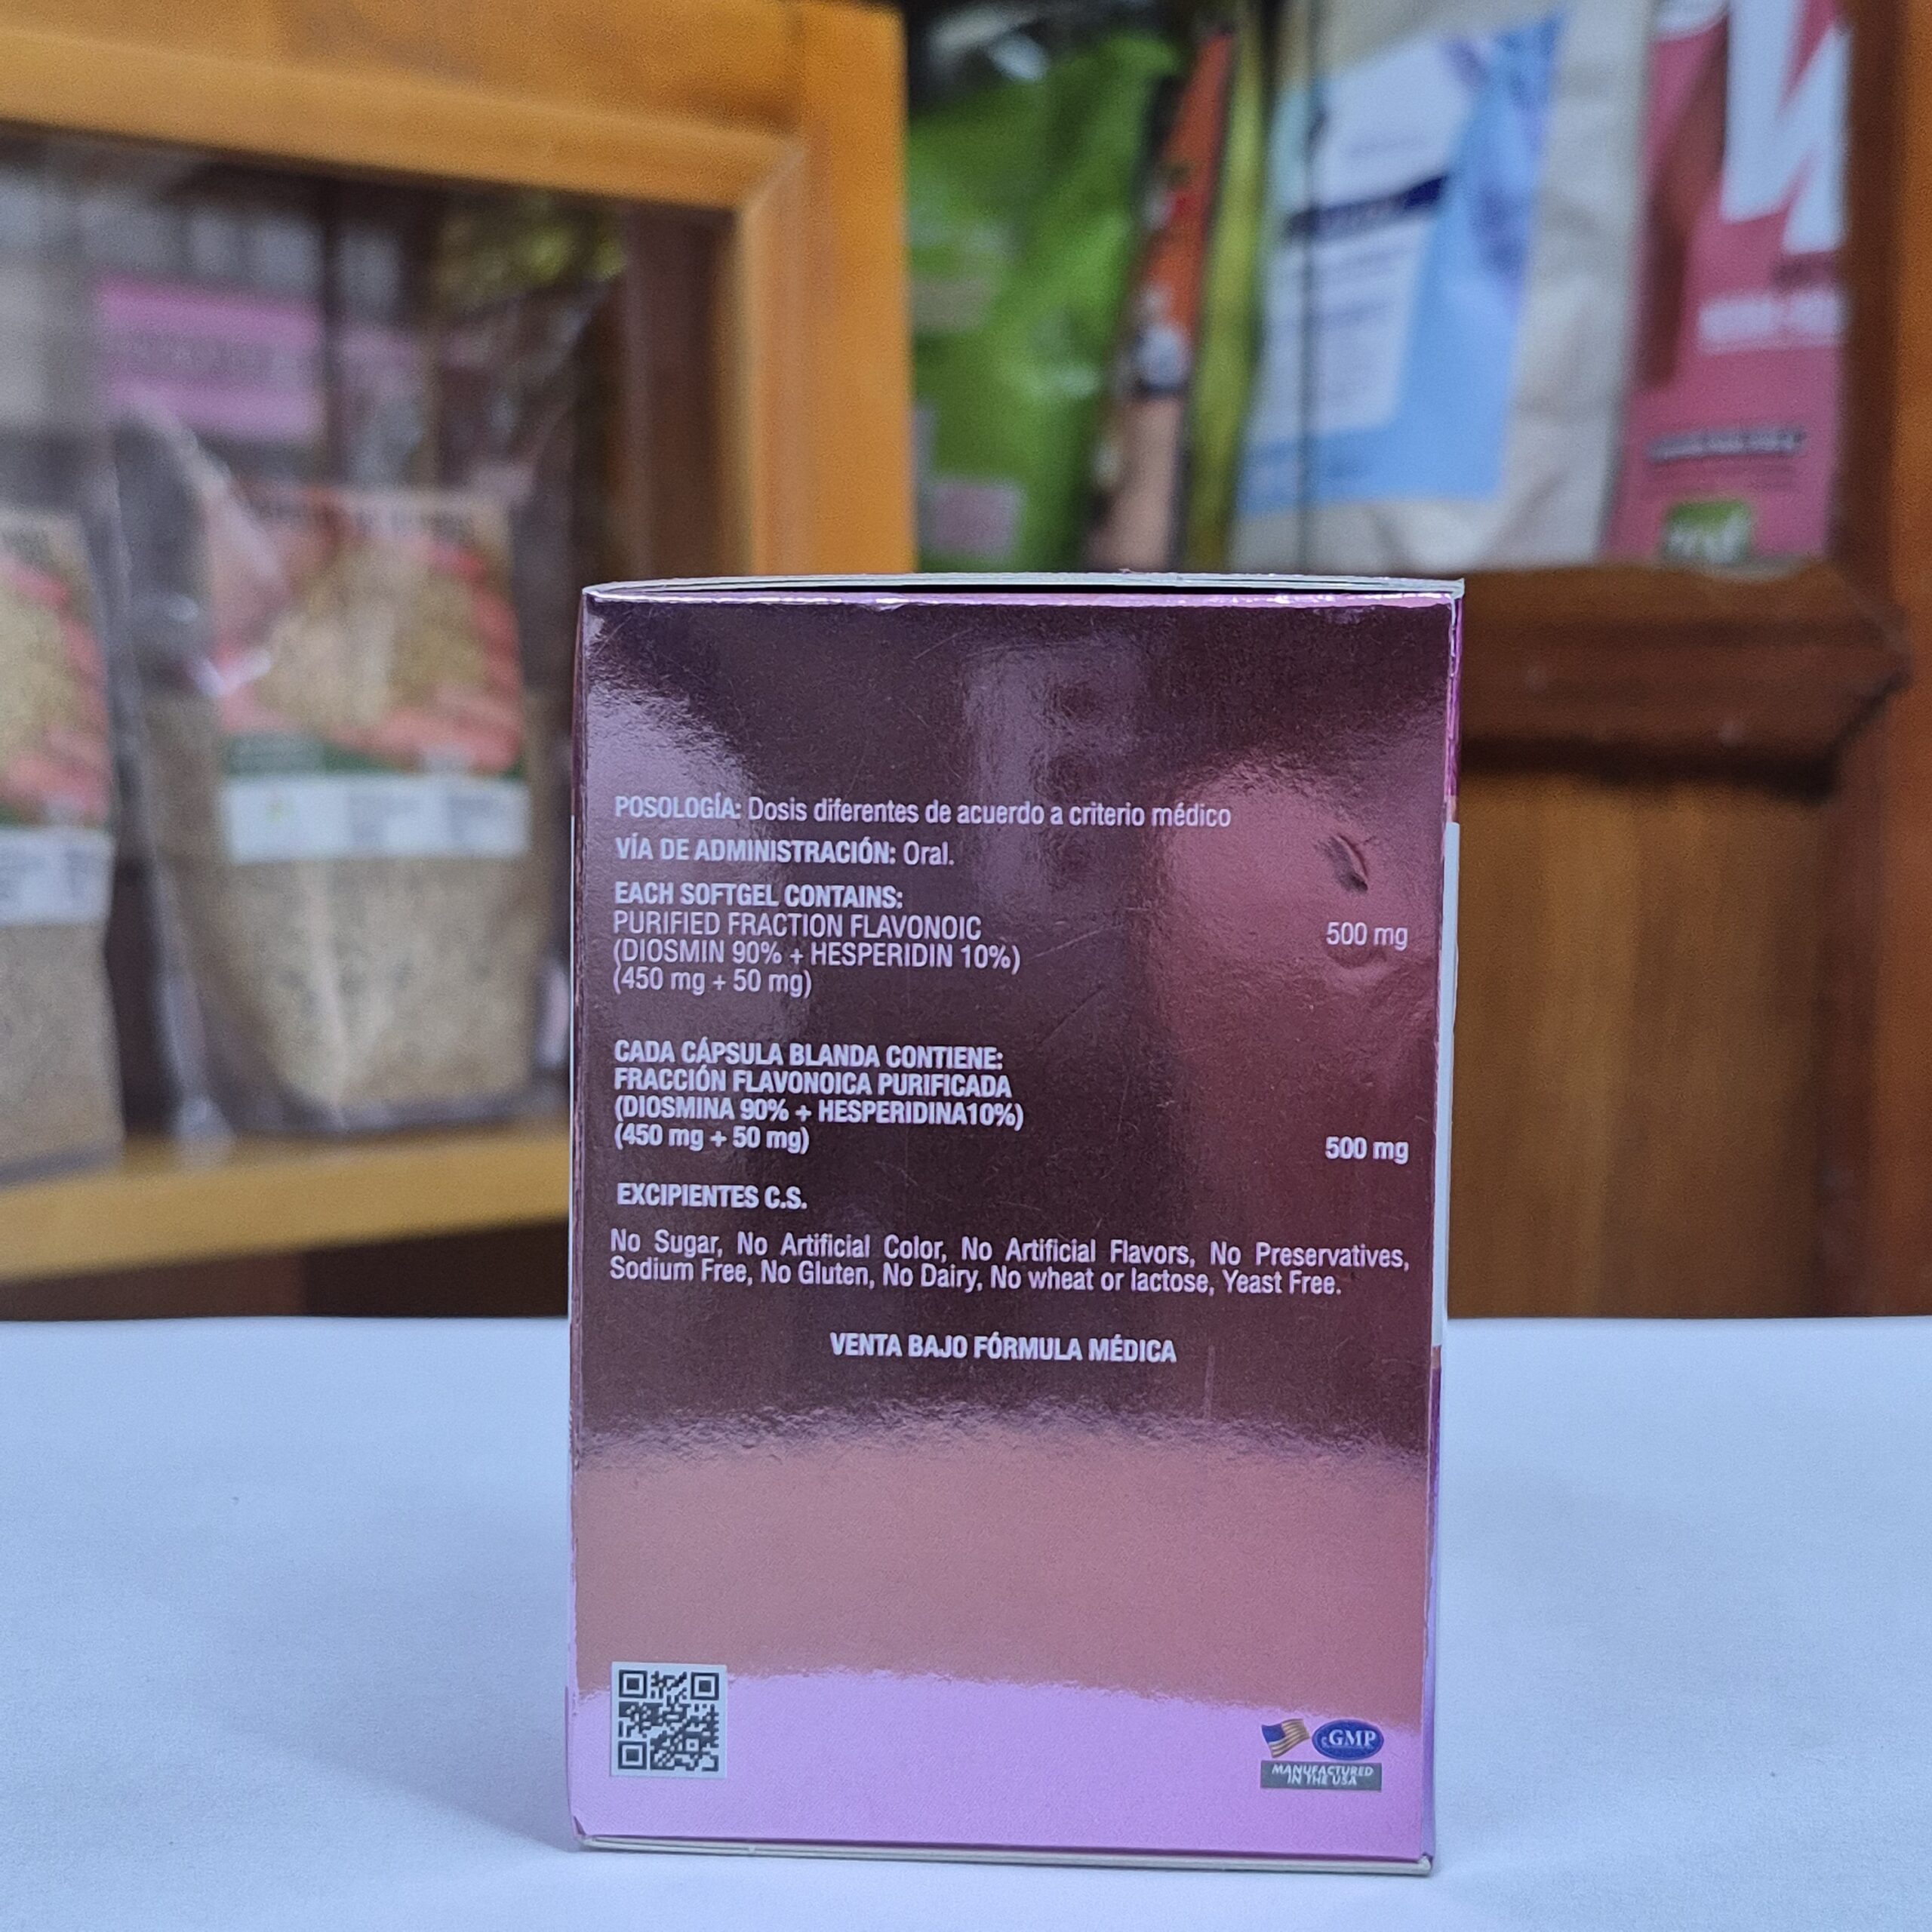 POSOLOGÍA: Dosis diferentes de acuerdo a criterio médico
VÍA DE ADMINISTRACIÓN: Oral.
EACH SOFTGEL CONTAINS:
PURIFIED FRACTION FLAVONOIC 500 mg
(DIOSMIN 90% + HESPERIDIN 10%)
(450 mg + 50 mg)
CADA CÁPSULA BLANDA CONTIENE:
FRACCIÓN FLAVONOICA PURIFICADA
(DIOSMINA 90% + HESPERIDINA10%)
(450 mg + 50 mg) 500 mg
EXCIPIENTES C.S.
No Sugar, No Artificial Color, No Artificial Flavors, No Preservatives,
Sodium Free, No Gluten, No Dairy, No wheat or lactose, Yeast Free.
VENTA BAJO FÓRMULA MÉDICA
cGMP
MANUFACTURED
IN THE USA